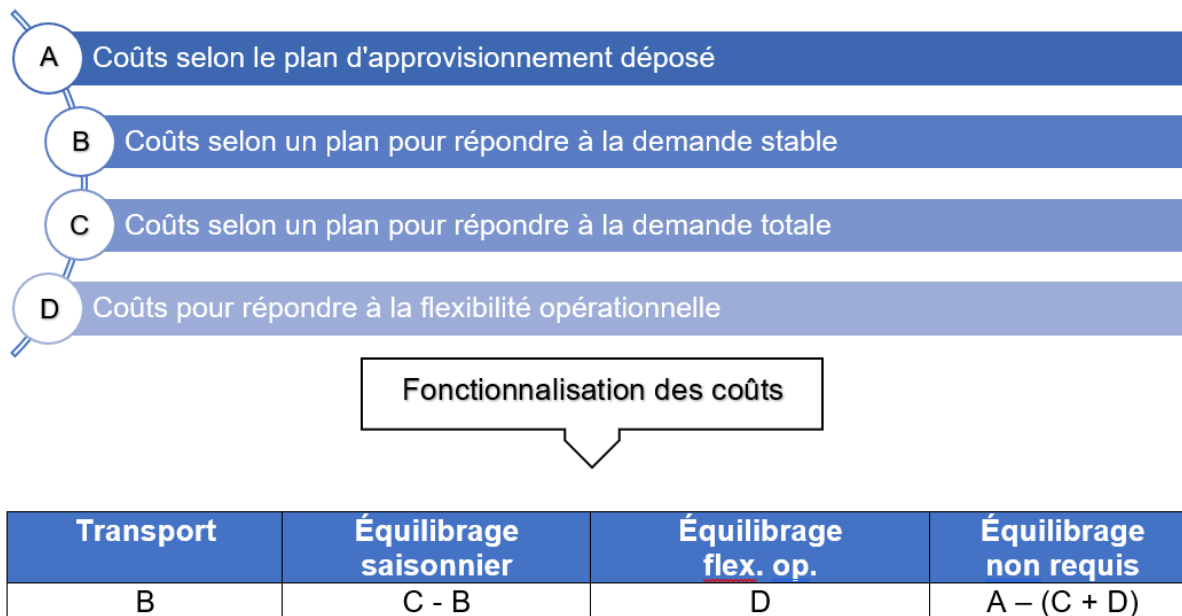 A Coûts selon le plan d'approvisionnement déposé
B Coûts selon un plan pour répondre à la demande stable
C Coûts selon un plan pour répondre à la demande totale
D Coûts pour répondre à la flexibilité opérationnelle
Fonctionnalisation des coûts
Transport Équilibrage saisonnier Équilibrage flex. op. Équilibrage non requis
B C - B D A – (C + D)